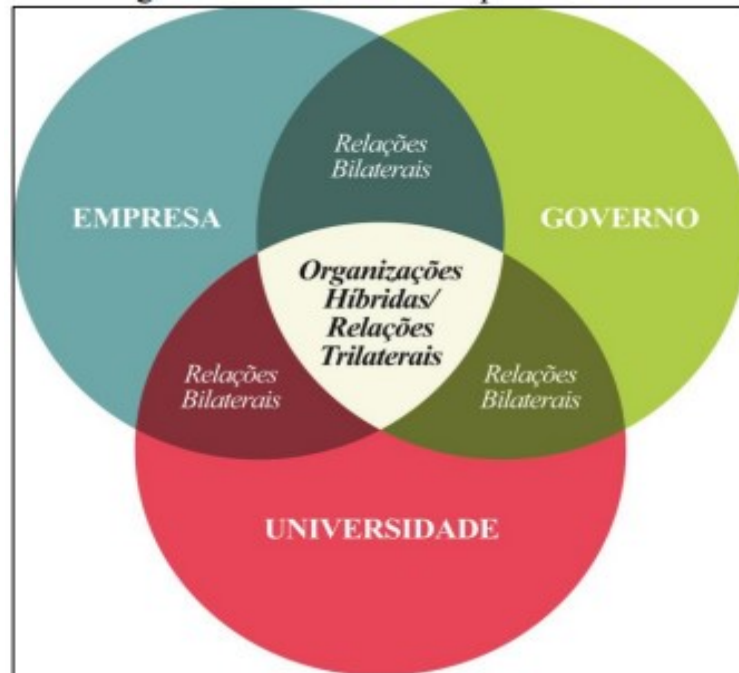 Relações
Bilaterais
EMPRESA
GOVERNO
Organizações
Híbridas/
Relações
Trilaterais
Relações
Bilaterais
Relações
Bilaterais
UNIVERSIDADE